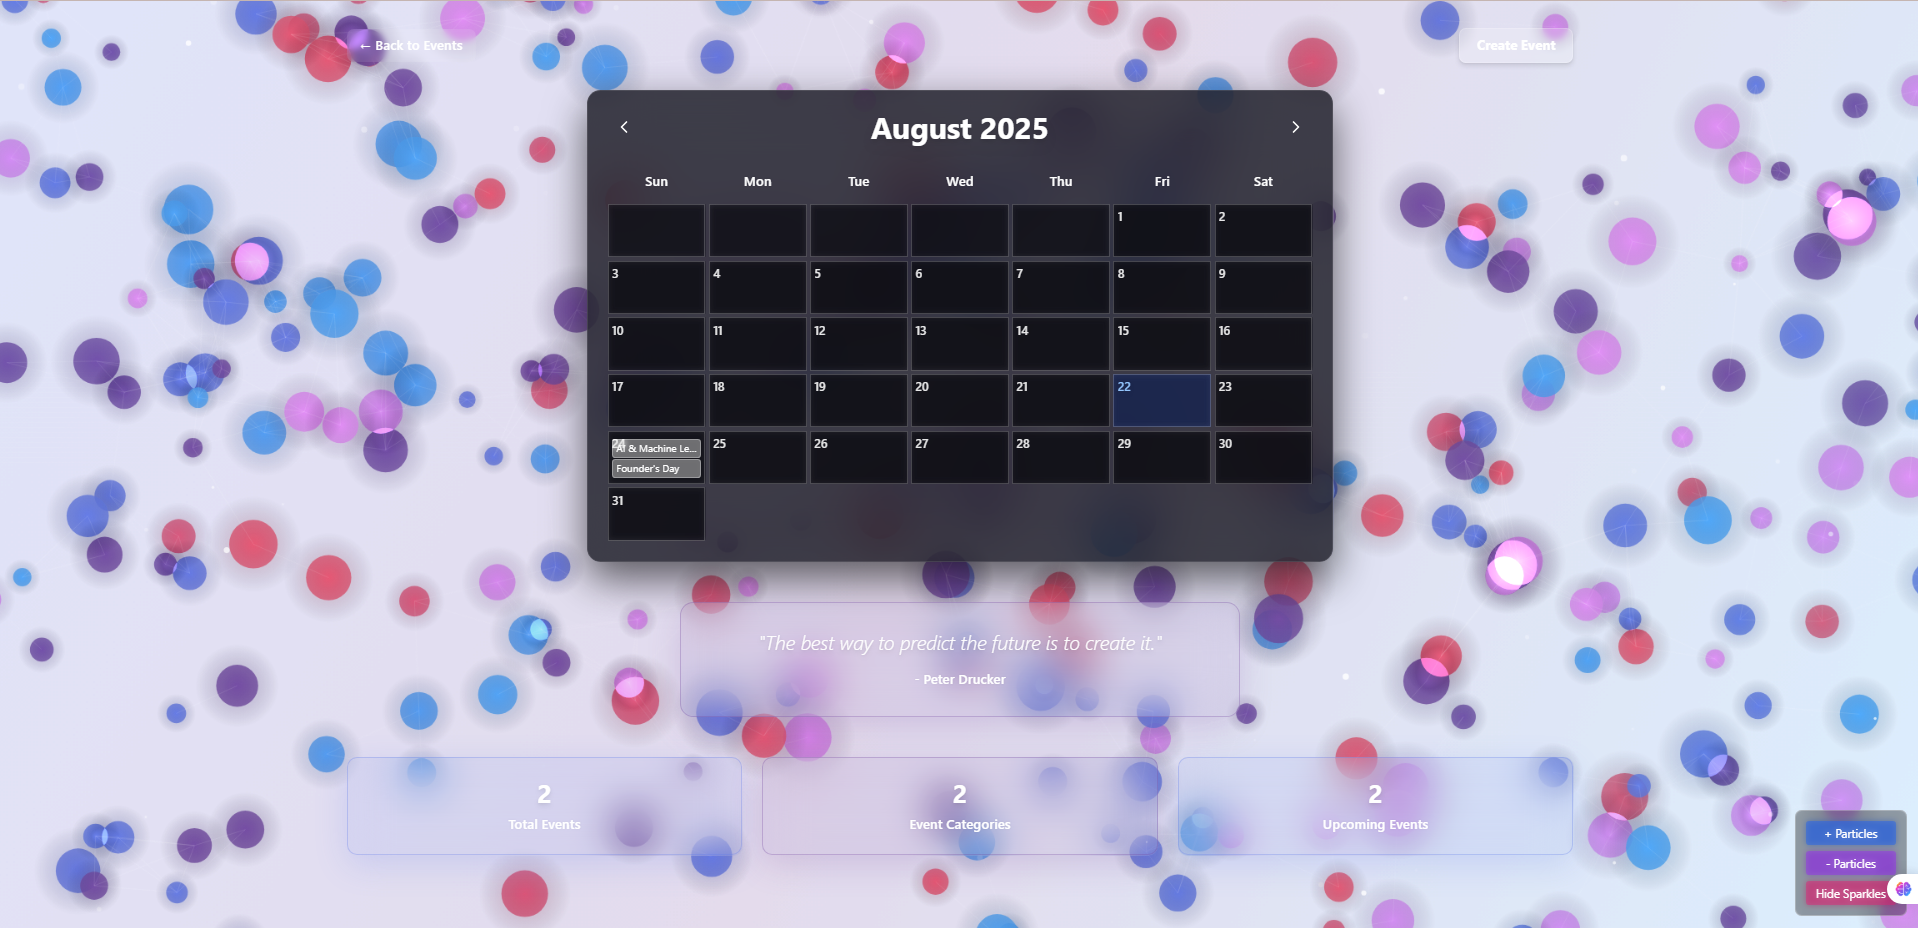 ← Back to Events
Create Event
August 2025
Sun Mon Tue Wed Thu Fri Sat
1 2
3 4 5 6 7 8 9
10 11 12 13 14 15 16
17 18 19 20 21 22 23
24 25 26 27 28 29 30
AI & Machine Le...
Founder's Day
31
"The best way to predict the future is to create it."
- Peter Drucker
2
Total Events
2
Event Categories
2
Upcoming Events
+ Particles
- Particles
Hide Sparkles